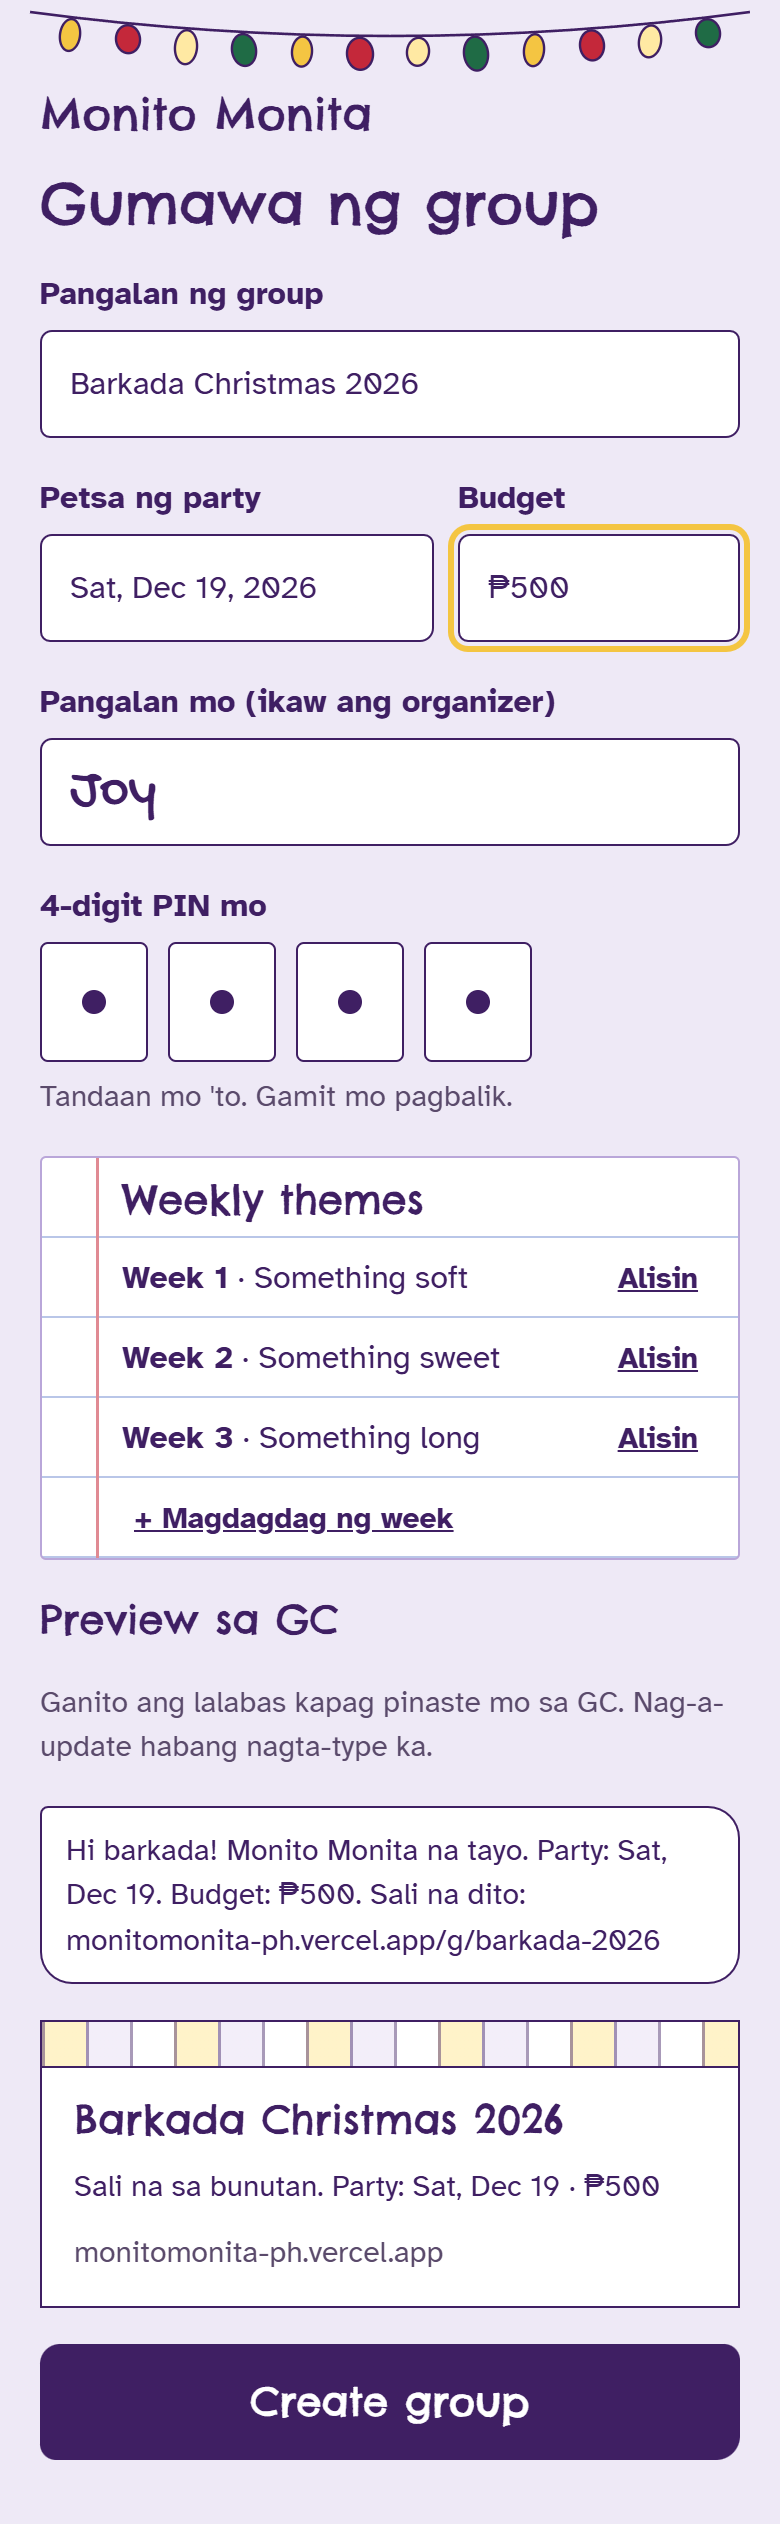 Monito Monita
Gumawa ng group
Pangalan ng group
Barkada Christmas 2026
Petsa ng party
Budget
Sat, Dec 19, 2026
₱500
Pangalan mo (ikaw ang organizer)
Joy
4-digit PIN mo
Tandaan mo 'to. Gamit mo pagbalik.
Weekly themes
Week 1 · Something soft
Alisin
Week 2 · Something sweet
Alisin
Week 3 · Something long
Alisin
+ Magdagdag ng week
Preview sa GC
Ganito ang lalabas kapag pinaste mo sa GC. Nag-a-
update habang nagta-type ka.
Hi barkada! Monito Monita na tayo. Party: Sat,
Dec 19. Budget: ₱500. Sali na dito:
monitomonita-ph.vercel.app/g/barkada-2026
Barkada Christmas 2026
Sali na sa bunutan. Party: Sat, Dec 19 · ₱500
monitomonita-ph.vercel.app
Create group